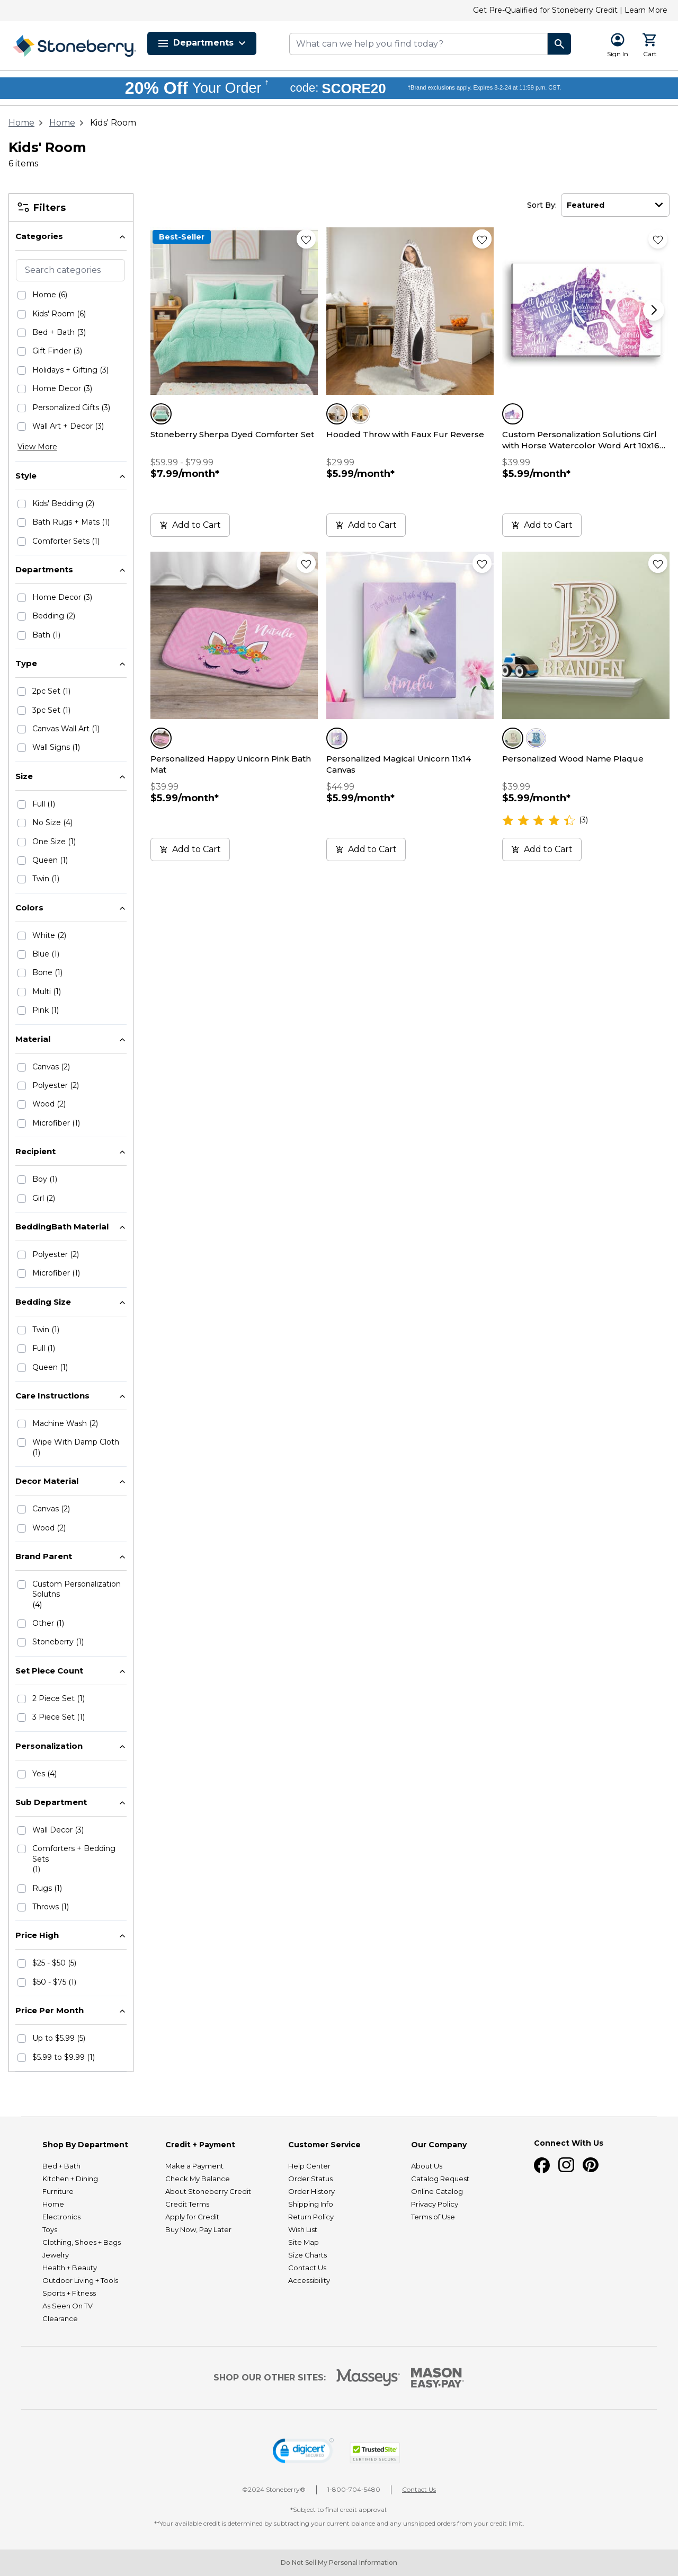 Get Pre-Qualified for Stoneberry Credit | Learn More
Stoneberry
Departments
What can we help you find today?
Sign In
Cart
20% Off Your Order † code: SCORE20 †Brand exclusions apply. Expires 8-2-24 at 11:59 p.m. CST.
Home > Home > Kids' Room
Kids' Room
6 items
Filters
Sort By: Featured
Categories
Search categories
Home (6)
Kids' Room (6)
Bed + Bath (3)
Gift Finder (3)
Holidays + Gifting (3)
Home Decor (3)
Personalized Gifts (3)
Wall Art + Decor (3)
View More
Style
Kids' Bedding (2)
Bath Rugs + Mats (1)
Comforter Sets (1)
Departments
Home Decor (3)
Bedding (2)
Bath (1)
Type
2pc Set (1)
3pc Set (1)
Canvas Wall Art (1)
Wall Signs (1)
Size
Full (1)
No Size (4)
One Size (1)
Queen (1)
Twin (1)
Colors
White (2)
Blue (1)
Bone (1)
Multi (1)
Pink (1)
Material
Canvas (2)
Polyester (2)
Wood (2)
Microfiber (1)
Recipient
Boy (1)
Girl (2)
BeddingBath Material
Polyester (2)
Microfiber (1)
Bedding Size
Twin (1)
Full (1)
Queen (1)
Care Instructions
Machine Wash (2)
Wipe With Damp Cloth
(1)
Decor Material
Canvas (2)
Wood (2)
Brand Parent
Custom Personalization
Solutns
(4)
Other (1)
Stoneberry (1)
Set Piece Count
2 Piece Set (1)
3 Piece Set (1)
Personalization
Yes (4)
Sub Department
Wall Decor (3)
Comforters + Bedding
Sets
(1)
Rugs (1)
Throws (1)
Price High
$25 - $50 (5)
$50 - $75 (1)
Price Per Month
Up to $5.99 (5)
$5.99 to $9.99 (1)
Best-Seller
Stoneberry Sherpa Dyed Comforter Set
$59.99 - $79.99
$7.99/month*
Add to Cart
Hooded Throw with Faux Fur Reverse
$29.99
$5.99/month*
Add to Cart
love
WILBUR
Custom Personalization Solutions Girl
with Horse Watercolor Word Art 10x16...
$39.99
$5.99/month*
Add to Cart
Natalie
Personalized Happy Unicorn Pink Bath
Mat
$39.99
$5.99/month*
Add to Cart
Amelia
Personalized Magical Unicorn 11x14
Canvas
$44.99
$5.99/month*
Add to Cart
B
BRANDEN
Personalized Wood Name Plaque
$39.99
$5.99/month*
(3)
Add to Cart
Shop By Department
Bed + Bath
Kitchen + Dining
Furniture
Home
Electronics
Toys
Clothing, Shoes + Bags
Jewelry
Health + Beauty
Outdoor Living + Tools
Sports + Fitness
As Seen On TV
Clearance
Credit + Payment
Make a Payment
Check My Balance
About Stoneberry Credit
Credit Terms
Apply for Credit
Buy Now, Pay Later
Customer Service
Help Center
Order Status
Order History
Shipping Info
Return Policy
Wish List
Site Map
Size Charts
Contact Us
Accessibility
Our Company
About Us
Catalog Request
Online Catalog
Privacy Policy
Terms of Use
Connect With Us
SHOP OUR OTHER SITES:
Masseys
MASON
EASY•PAY
digicert
SECURED
TrustedSite
CERTIFIED SECURE
©2024 Stoneberry®
1-800-704-5480
Contact Us
*Subject to final credit approval.
**Your available credit is determined by subtracting your current balance and any unshipped orders from your credit limit.
Do Not Sell My Personal Information